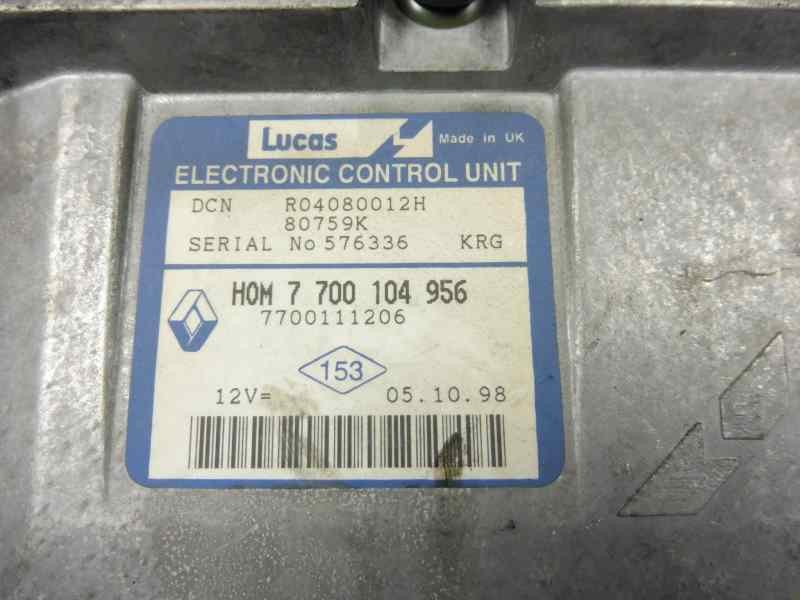 Lucas
Made in UK
ELECTRONIC CONTROL UNIT
DCN R04080012H
80759K
SERIAL No 576336 KRG
HOM 7 700 104 956
7700111206
153
12V= 05.10.98